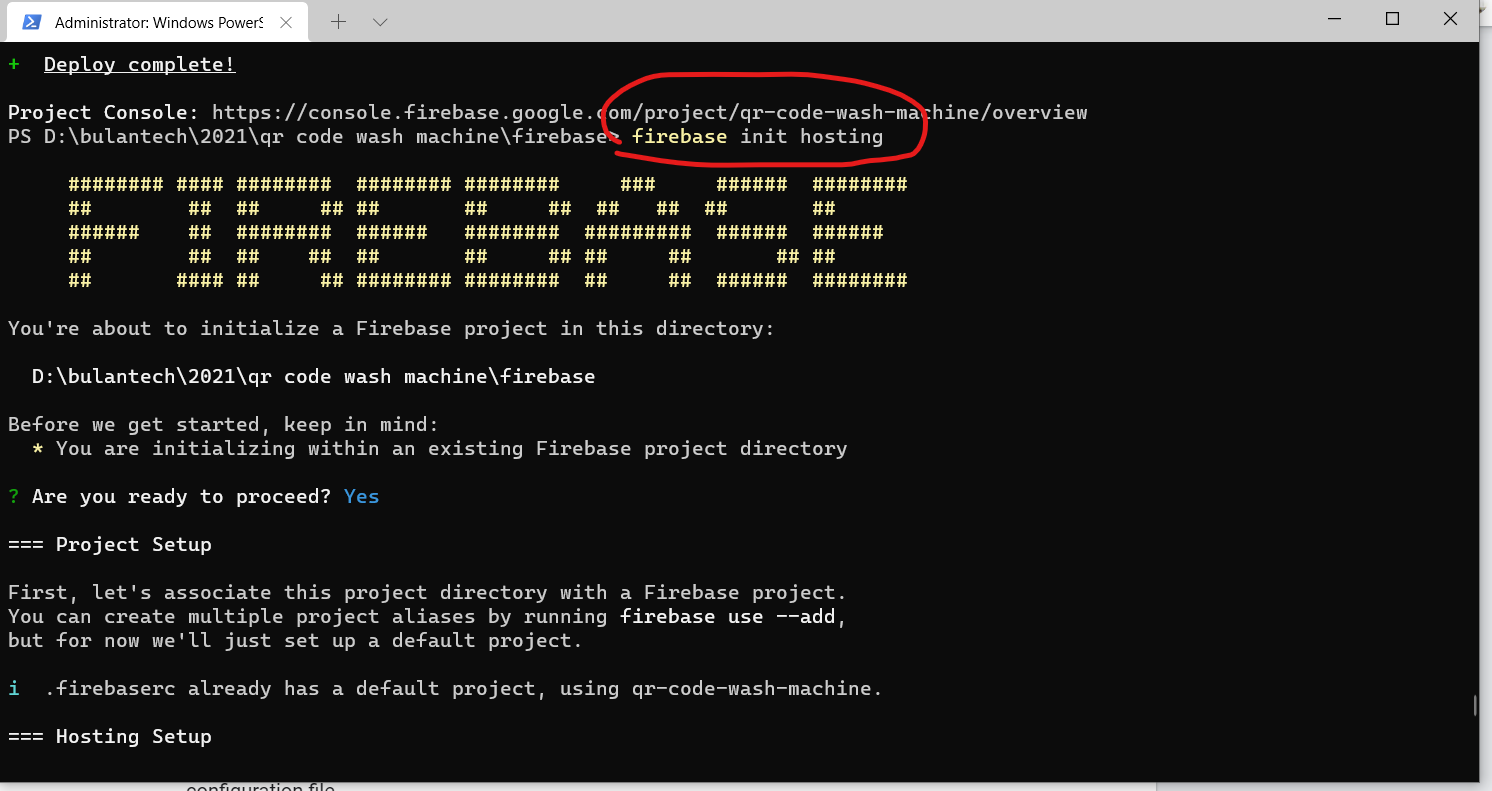 Administrator: Windows PowerS
+ Deploy complete!
Project Console: https://console.firebase.google.com/project/qr-code-wash-machine/overview
PS D:\bulantech\2021\qr code wash machine\firebase> firebase init hosting
######## #### ########  ######## ########     ###     ######  ########
##        ##  ##     ## ##       ##     ##  ##   ##  ##       ##
######    ##  ########  ######   ########  #########  ######  ######
##        ##  ##    ##  ##       ##     ## ##     ##       ## ##
##       #### ##     ## ######## ########  ##     ##  ######  ########
You're about to initialize a Firebase project in this directory:
D:\bulantech\2021\qr code wash machine\firebase
Before we get started, keep in mind:
* You are initializing within an existing Firebase project directory
? Are you ready to proceed? Yes
=== Project Setup
First, let's associate this project directory with a Firebase project.
You can create multiple project aliases by running firebase use --add,
but for now we'll just set up a default project.
i .firebaserc already has a default project, using qr-code-wash-machine.
=== Hosting Setup
configuration file